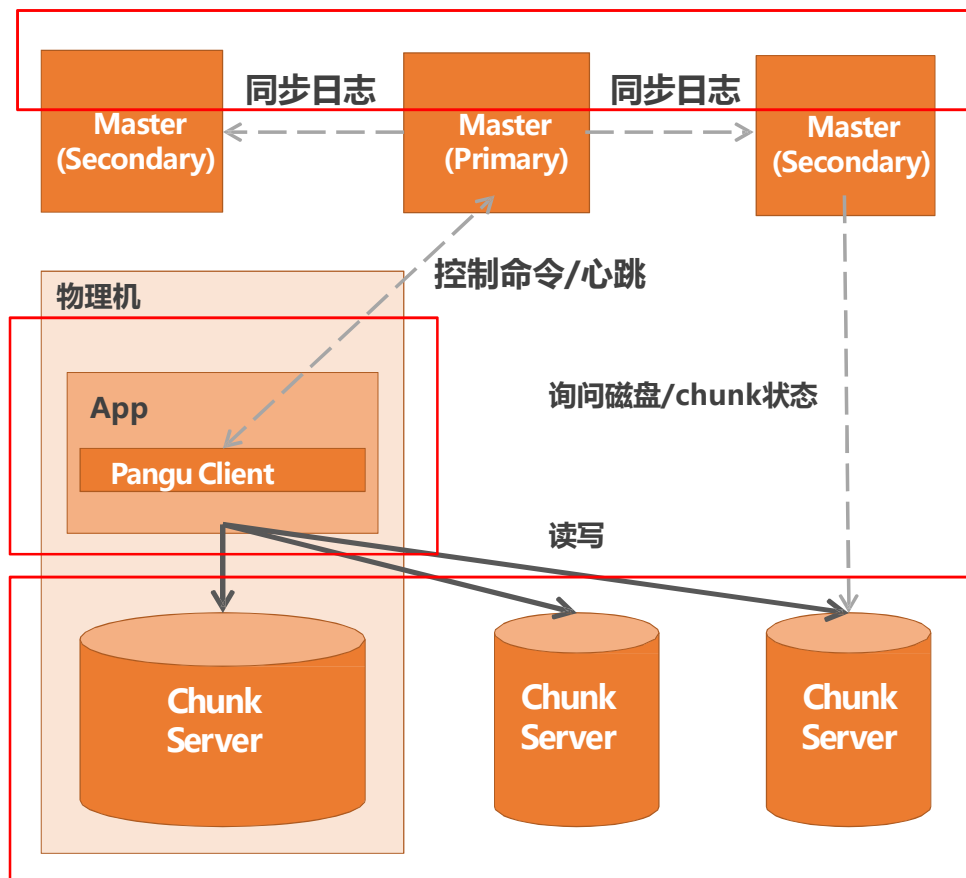 同步日志
同步日志
Master
(Secondary)
Master
(Primary)
Master
(Secondary)
控制命令/心跳
物理机
App
Pangu Client
询问磁盘/chunk状态
读写
Chunk
Server
Chunk
Server
Chunk
Server